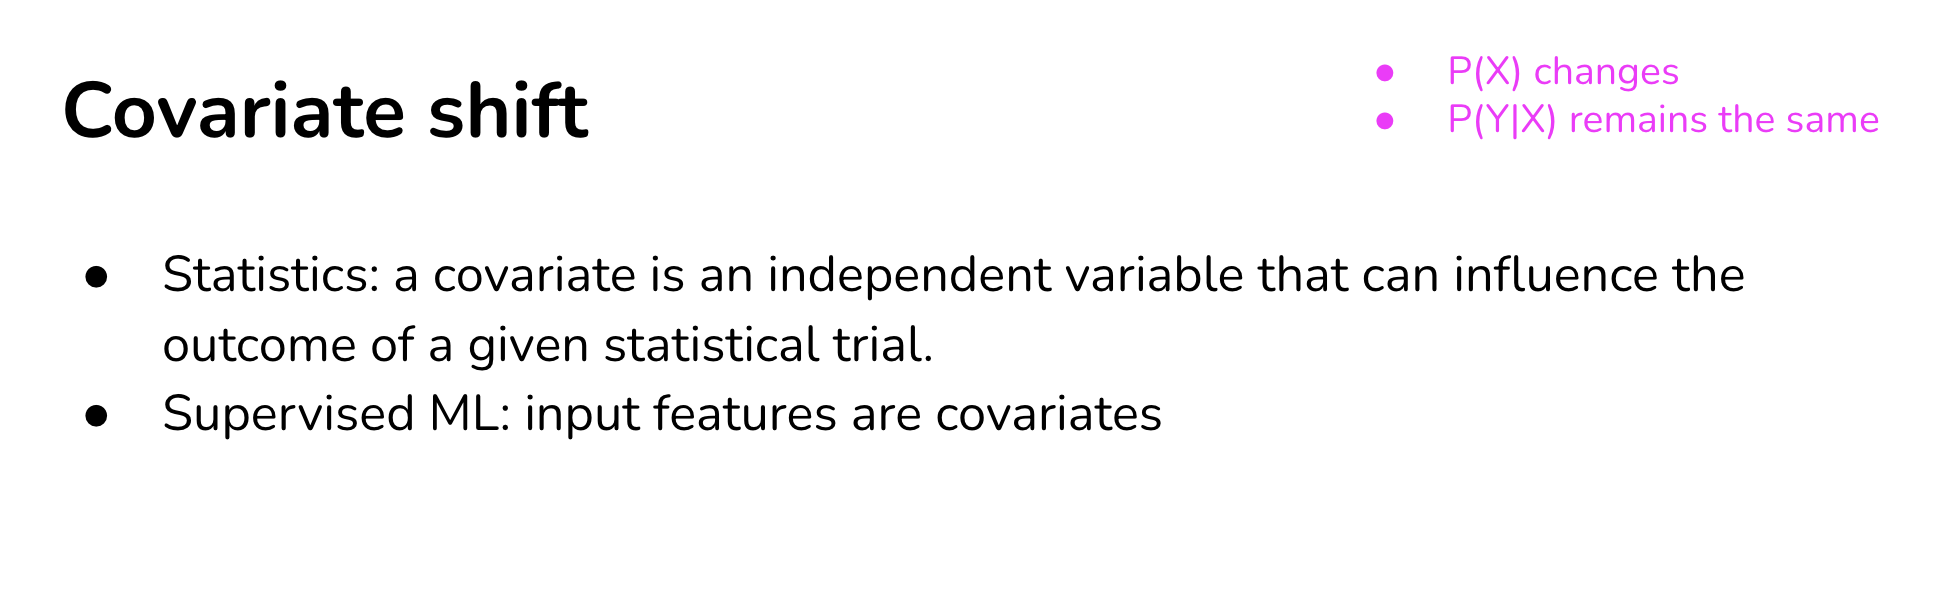 Covariate shift
● P(X) changes
● P(Y|X) remains the same
● Statistics: a covariate is an independent variable that can influence the
outcome of a given statistical trial.
● Supervised ML: input features are covariates